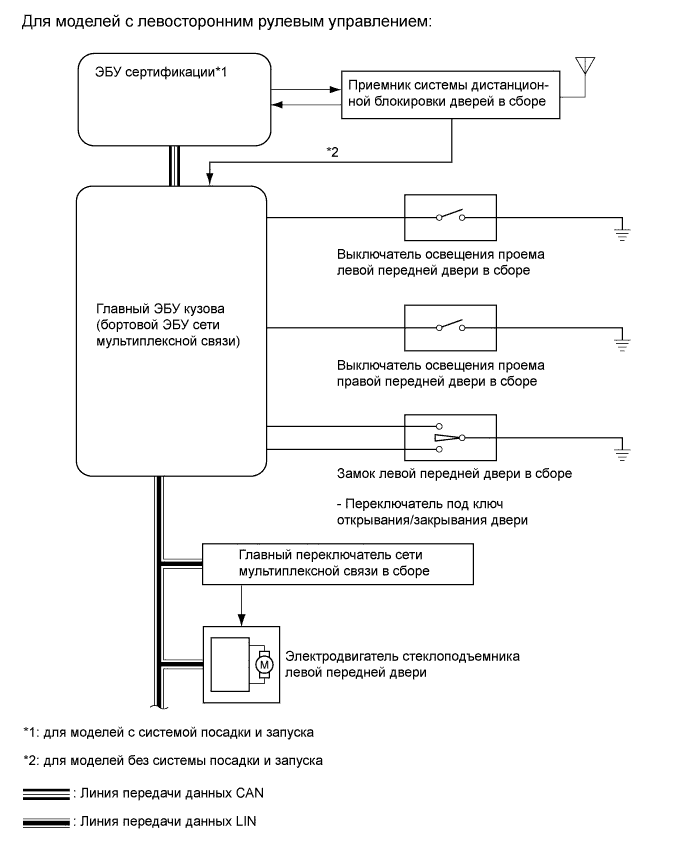 Для моделей с левосторонним рулевым управлением:
ЭБУ сертификации*1
Приемник системы дистанцион-
ной блокировки дверей в сборе
*2
Выключатель освещения проема
левой передней двери в сборе
Главный ЭБУ кузова
(бортовой ЭБУ сети
мультиплексной связи)
Выключатель освещения проема
правой передней двери в сборе
Замок левой передней двери в сборе
- Переключатель под ключ
открывания/закрывания двери
Главный переключатель сети
мультиплексной связи в сборе
M
Электродвигатель стеклоподъемника
левой передней двери
*1: для моделей с системой посадки и запуска
*2: для моделей без системы посадки и запуска
: Линия передачи данных CAN
: Линия передачи данных LIN